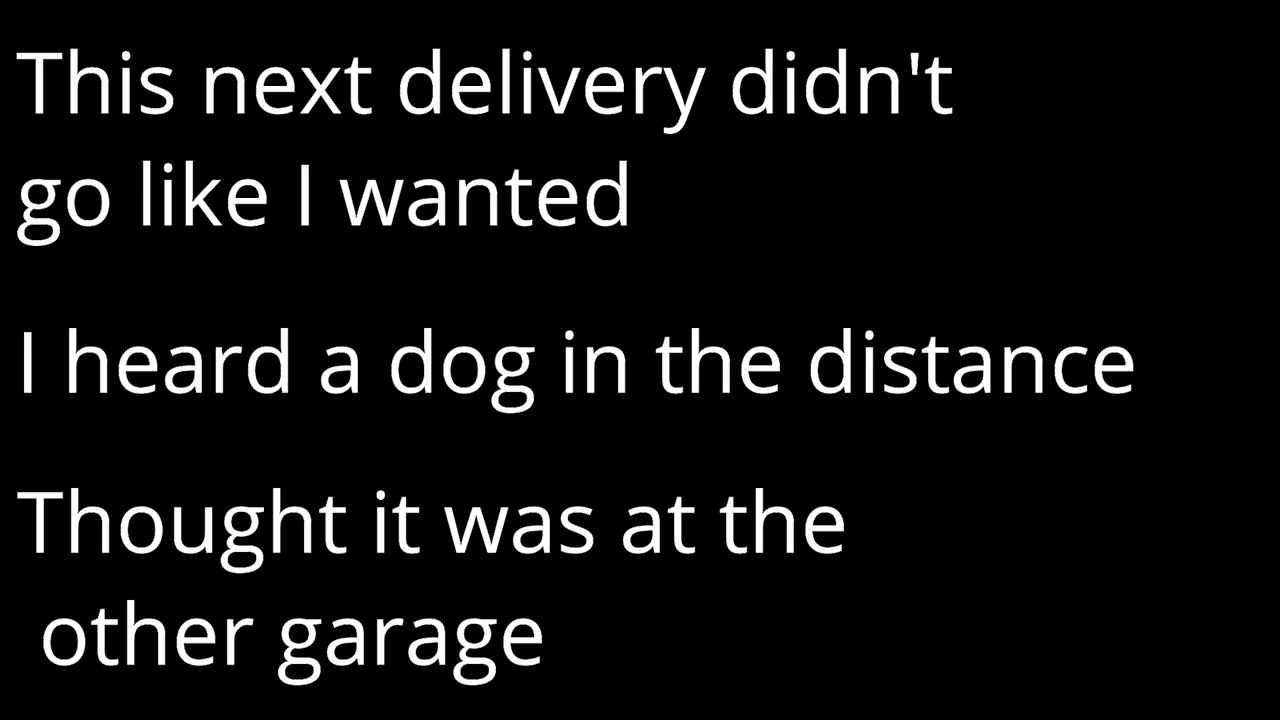 This next delivery didn't
go like I wanted
I heard a dog in the distance
Thought it was at the
other garage